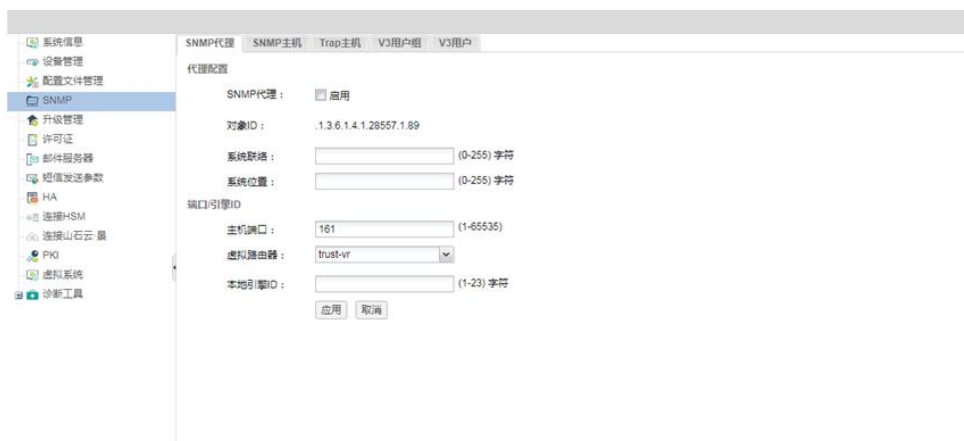 系统信息
设备管理
配置文件管理
SNMP
升级管理
许可证
邮件服务器
短信发送参数
HA
连接HSM
连接山石云·景
PKI
虚拟系统
诊断工具
SNMP代理 SNMP主机 Trap主机 V3用户组 V3用户
代理配置
SNMP代理： 启用
对象ID： .1.3.6.1.4.1.28557.1.89
系统联络： (0-255) 字符
系统位置： (0-255) 字符
端口/引擎ID
主机端口： 161 (1-65535)
虚拟路由器： trust-vr
本地引擎ID： (1-23) 字符
应用 取消